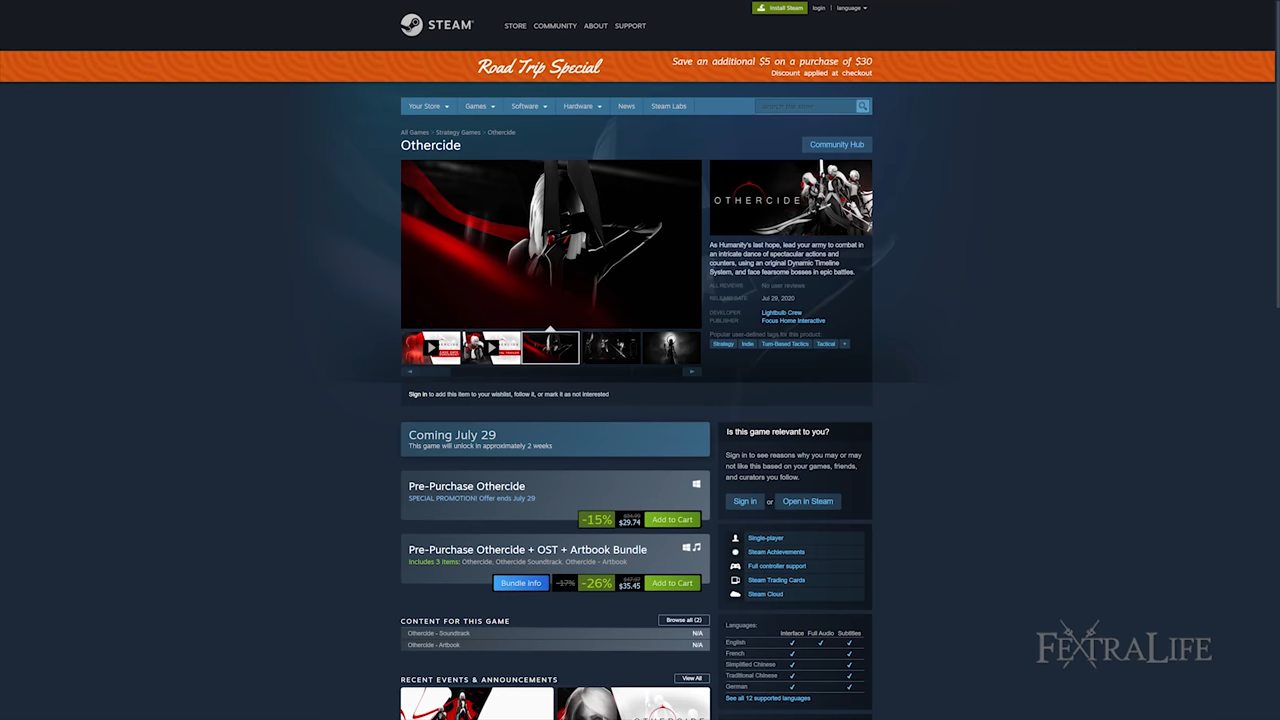 Install Steam
login | language
STEAM
STORE COMMUNITY ABOUT SUPPORT
Road Trip Special
Save an additional $5 on a purchase of $30
Discount applied at checkout
Your Store Games Software Hardware News Steam Labs
search the store
All Games > Strategy Games > Othercide
Othercide
Community Hub
OTHERCIDE
As Humanity's last hope, lead your army to combat in
an intricate dance of spectacular actions and
counters, using an original Dynamic Timeline
System, and face fearsome bosses in epic battles.
ALL REVIEWS: No user reviews
RELEASE DATE: Jul 29, 2020
DEVELOPER: Lightbulb Crew
PUBLISHER: Focus Home Interactive
Popular user-defined tags for this product:
Strategy Indie Turn-Based Tactics Tactical +
Sign in to add this item to your wishlist, follow it, or mark it as not interested
Coming July 29
This game will unlock in approximately 2 weeks
Pre-Purchase Othercide
SPECIAL PROMOTION! Offer ends July 29
-15% $34.99 $29.74 Add to Cart
Pre-Purchase Othercide + OST + Artbook Bundle
Includes 3 items: Othercide, Othercide Soundtrack, Othercide - Artbook
Bundle info -17% -26% $47.97 $35.45 Add to Cart
CONTENT FOR THIS GAME Browse all (2)
Othercide - Soundtrack N/A
Othercide - Artbook N/A
RECENT EVENTS & ANNOUNCEMENTS View All
OTHERCIDE
Is this game relevant to you?
Sign in to see reasons why you may or may
not like this based on your games, friends,
and curators you follow.
Sign in or Open in Steam
Single-player
Steam Achievements
Full controller support
Steam Trading Cards
Steam Cloud
Languages:
Interface Full Audio Subtitles
English ✔ ✔ ✔
French ✔ ✔
Simplified Chinese ✔ ✔
Traditional Chinese ✔ ✔
German ✔ ✔
See all 12 supported languages
FEXTRALIFE